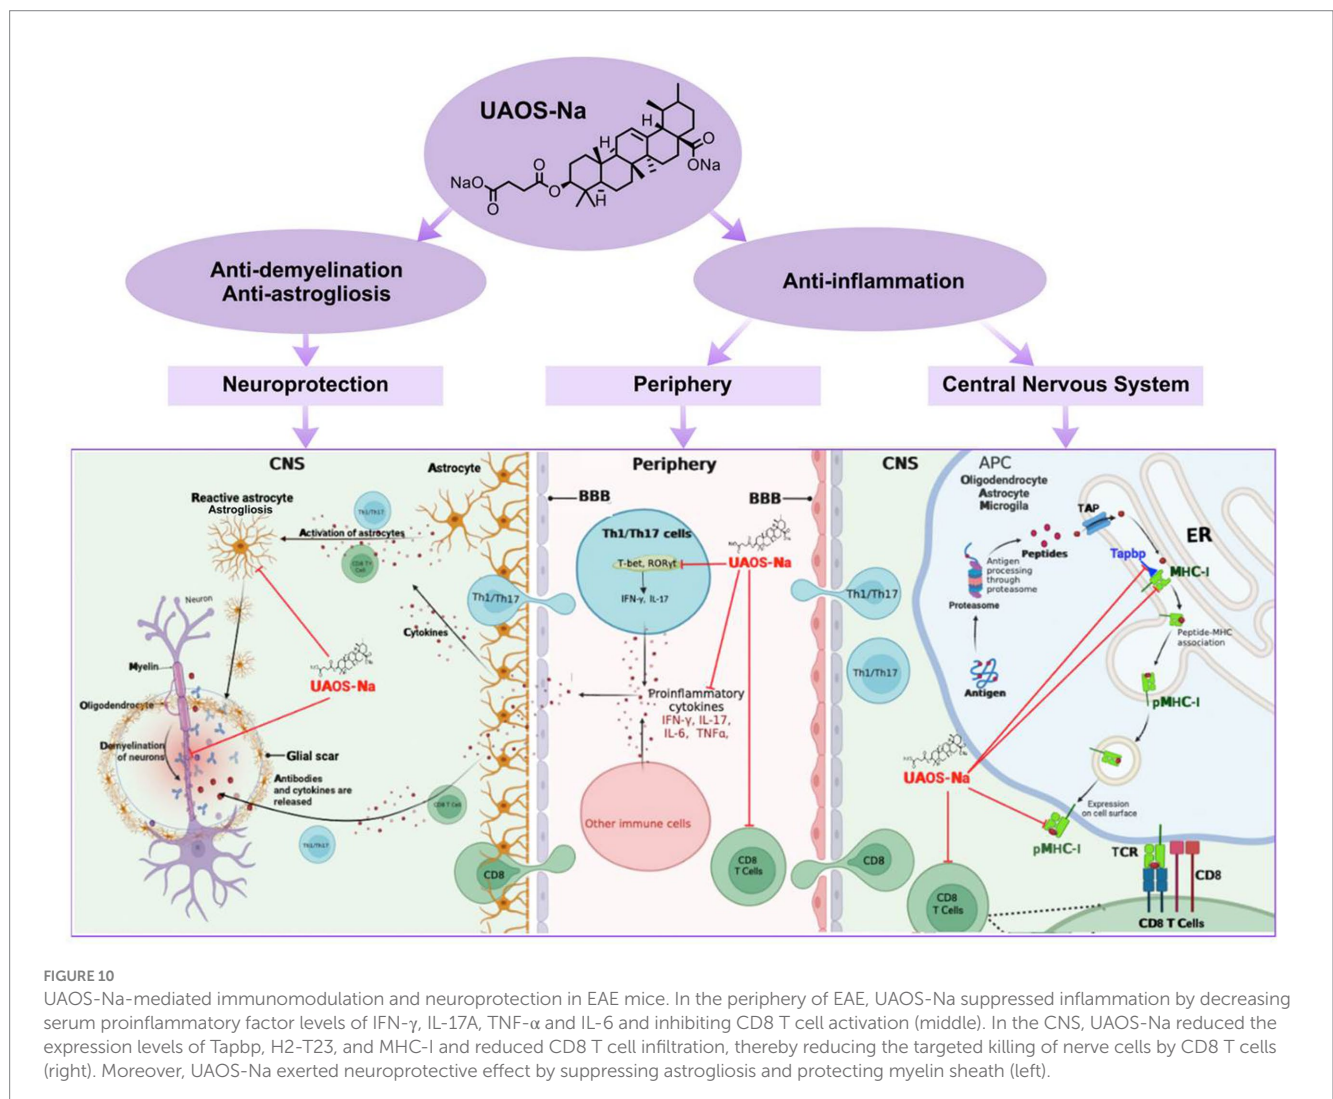 UAOS-Na
H
H
H
O
ONa
O
O
NaO
O
Anti-demyelination
Anti-astrogliosis
Anti-inflammation
Neuroprotection
Periphery
Central Nervous System
CNS
Astrocyte
Reactive astrocyte
Astrogliosis
Th1/Th17
Activation of astrocytes
CD8 T+
Cell
Neuron
Th1/Th17
Cytokines
Myelin
UAOS-Na
Oligodendrocyte
Demyelination
of neurons
Glial scar
Antibodies
and cytokines are
released
CD8 T Cell
Th1/Th17
CD8
Periphery
BBB
BBB
Th1/Th17 cells
T-bet, RORγt
IFN-γ, IL-17
UAOS-Na
Proinflammatory
cytokines
IFN-γ, IL-17,
IL-6, TNFα,
Other immune cells
CD8
T Cells
CNS
APC
Oligodendrocyte
Astrocyte
Microgila
TAP
ER
Peptides
Tapbp
MHC-I
Antigen
processing
through
proteasome
Proteasome
Peptide-MHC
association
Antigen
pMHC-I
Th1/Th17
Th1/Th17
UAOS-Na
Expression
on cell surface
pMHC-I
TCR
CD8
CD8
CD8
T Cells
CD8 T Cells
FIGURE 10
UAOS-Na-mediated immunomodulation and neuroprotection in EAE mice. In the periphery of EAE, UAOS-Na suppressed inflammation by decreasing
serum proinflammatory factor levels of IFN-γ, IL-17A, TNF-α and IL-6 and inhibiting CD8 T cell activation (middle). In the CNS, UAOS-Na reduced the
expression levels of Tapbp, H2-T23, and MHC-I and reduced CD8 T cell infiltration, thereby reducing the targeted killing of nerve cells by CD8 T cells
(right). Moreover, UAOS-Na exerted neuroprotective effect by suppressing astrogliosis and protecting myelin sheath (left).